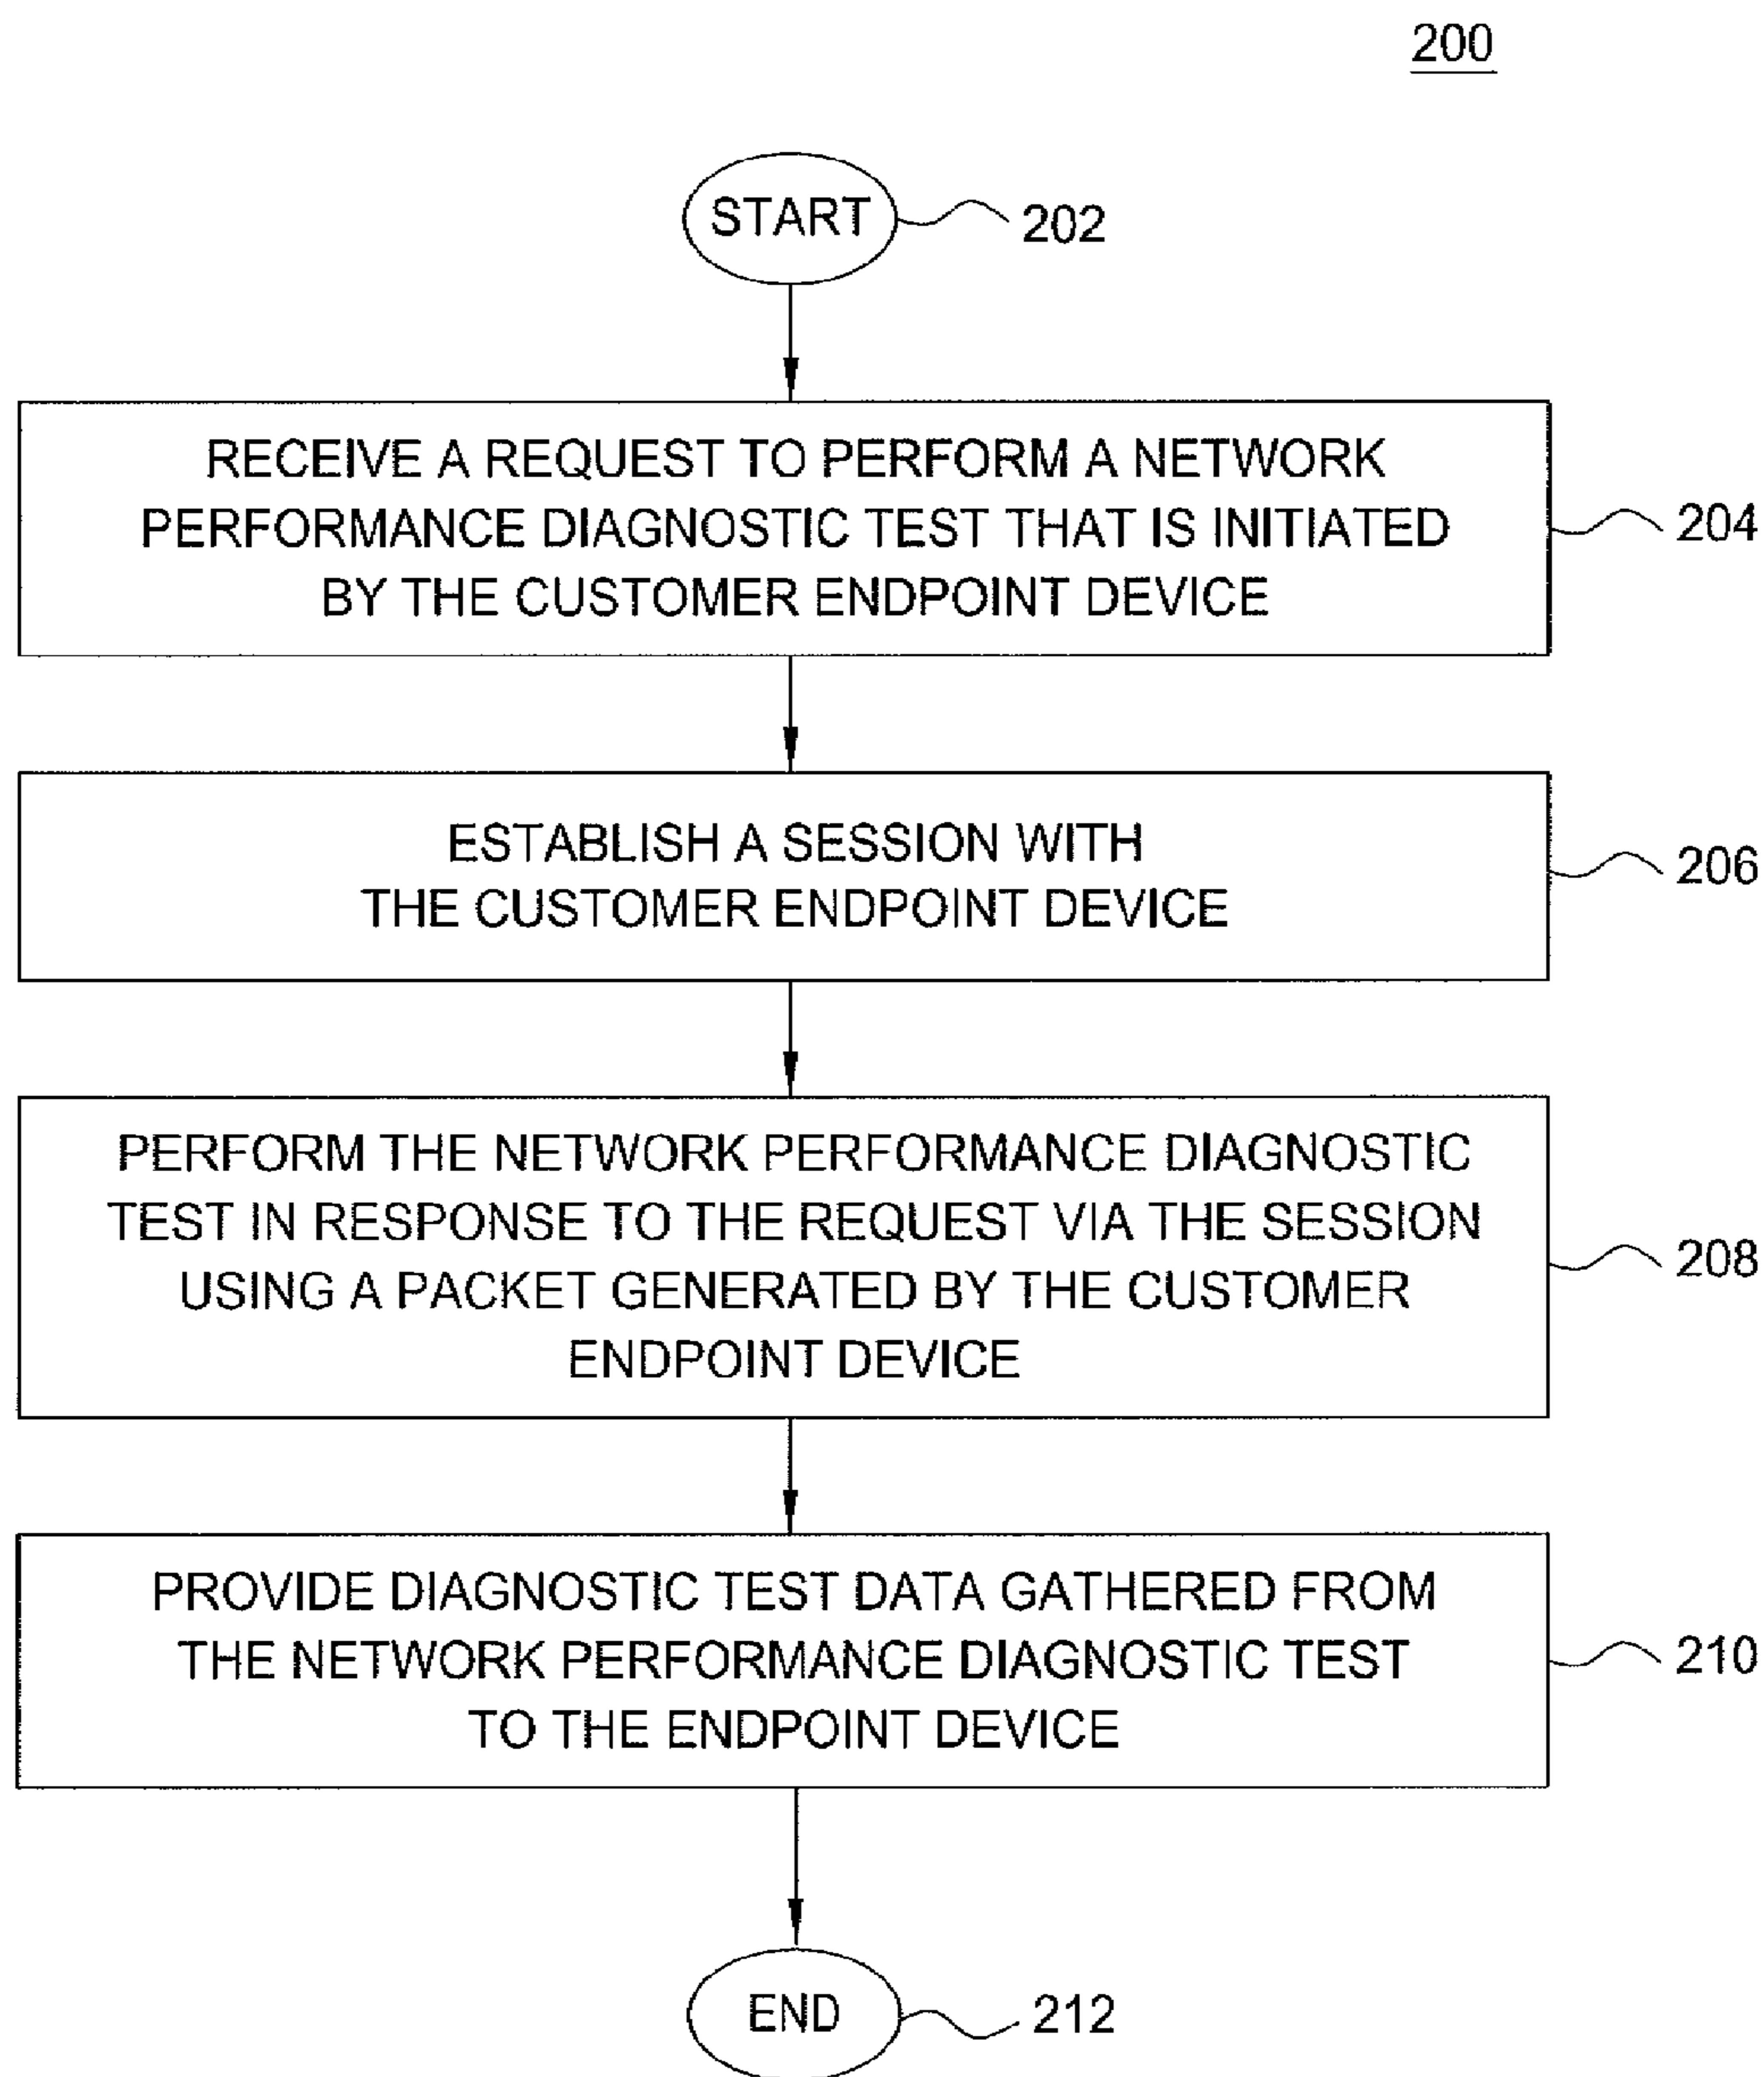 200
START
202
RECEIVE A REQUEST TO PERFORM A NETWORK
PERFORMANCE DIAGNOSTIC TEST THAT IS INITIATED
BY THE CUSTOMER ENDPOINT DEVICE
204
ESTABLISH A SESSION WITH
THE CUSTOMER ENDPOINT DEVICE
206
PERFORM THE NETWORK PERFORMANCE DIAGNOSTIC
TEST IN RESPONSE TO THE REQUEST VIA THE SESSION
USING A PACKET GENERATED BY THE CUSTOMER
ENDPOINT DEVICE
208
PROVIDE DIAGNOSTIC TEST DATA GATHERED FROM
THE NETWORK PERFORMANCE DIAGNOSTIC TEST
TO THE ENDPOINT DEVICE
210
END
212